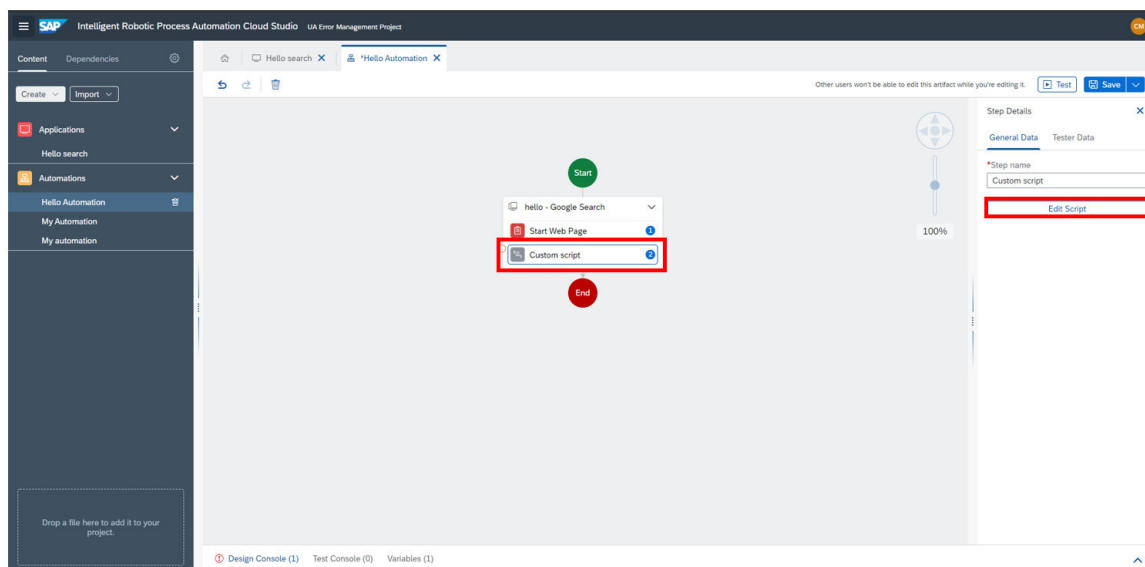 SAP Intelligent Robotic Process Automation Cloud Studio UA Error Management Project CM
Content Dependencies
Hello search *Hello Automation
Create Import
Other users won't be able to edit this artifact while you're editing it. Test Save
Step Details
General Data Tester Data
*Step name
Custom script
Edit Script
Applications
Hello search
Automations
Hello Automation
My Automation
My automation
Start
hello - Google Search
Start Web Page 1
Custom script 2
End
100%
Drop a file here to add it to your
project.
Design Console (1) Test Console (0) Variables (1)